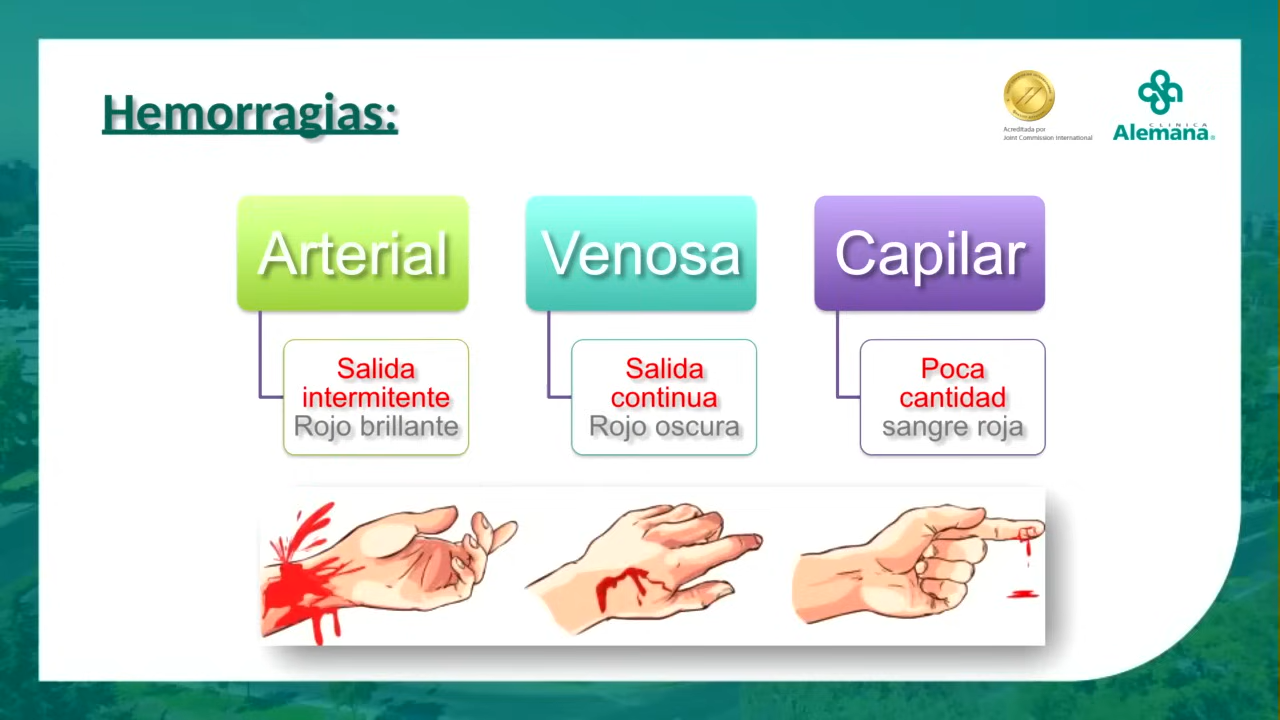 Hemorragias:
Acreditada por
Joint Commission International
CLINICA
Alemana
Arterial
Venosa
Capilar
Salida
intermitente
Rojo brillante
Salida
continua
Rojo oscura
Poca
cantidad
sangre roja